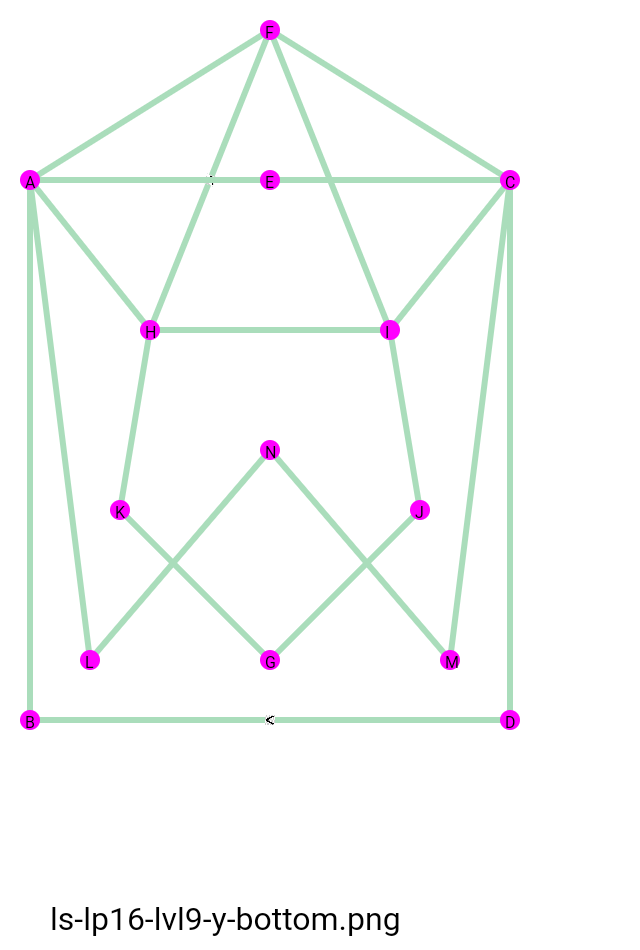 F
A E C
H I
N
K J
L G M
B < D
ls-lp16-lvl9-y-bottom.png